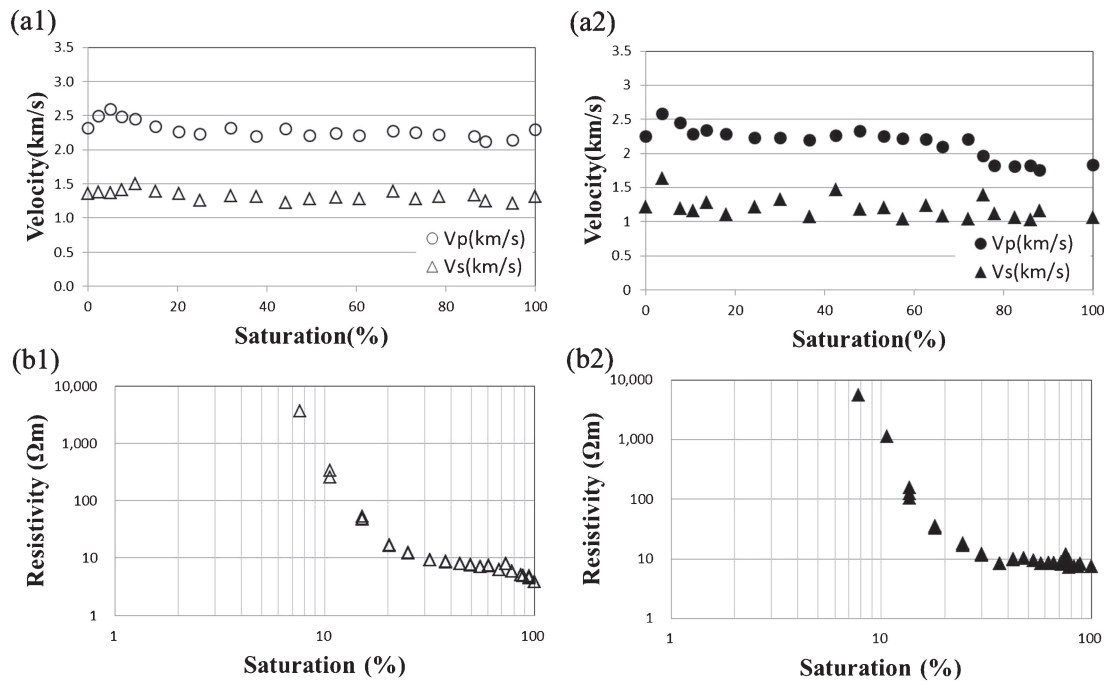 (a1)
Velocity(km/s)
3.5
3.0
2.5
2.0
1.5
1.0
0.5
0.0
Vp(km/s)
Vs(km/s)
0 20 40 60 80 100
Saturation(%)
(a2)
Velocity(km/s)
3.5
3
2.5
2
1.5
1
0.5
0
Vp(km/s)
Vs(km/s)
0 20 40 60 80 100
Saturation(%)
(b1)
Resistivity (Ωm)
10,000
1,000
100
10
1
1 10 100
Saturation (%)
(b2)
Resistivity (Ωm)
10,000
1,000
100
10
1
1 10 100
Saturation (%)